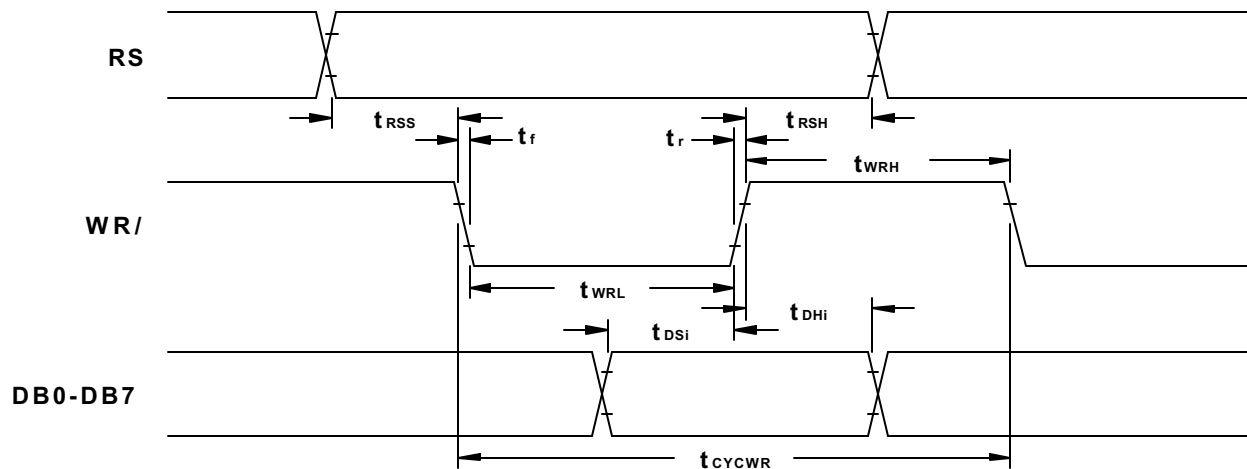 RS
tRSS
tRSH
tf
tr
tWRH
WR/
tWRL
tDHi
tDSi
DB0-DB7
tCYCWR